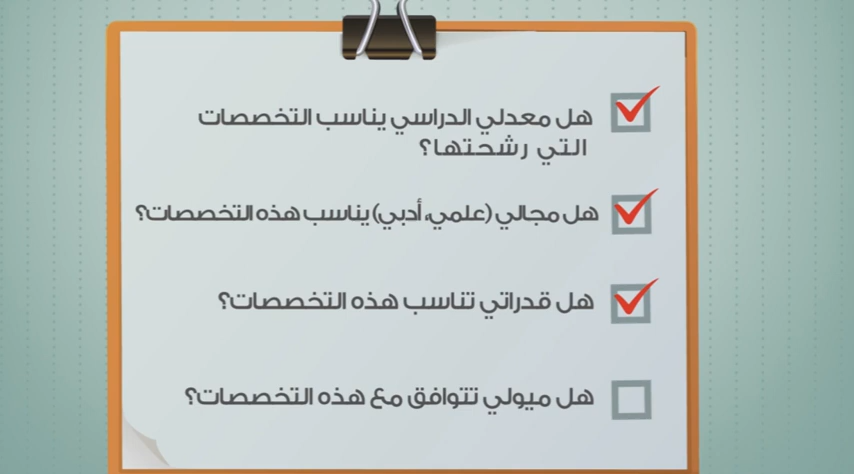 هل معدلي الدراسي يناسب التخصصات
التي رشحتها؟
هل مجالي (علمي، أدبي) يناسب هذه التخصصات؟
هل قدراتي تناسب هذه التخصصات؟
هل ميولي تتوافق مع هذه التخصصات؟